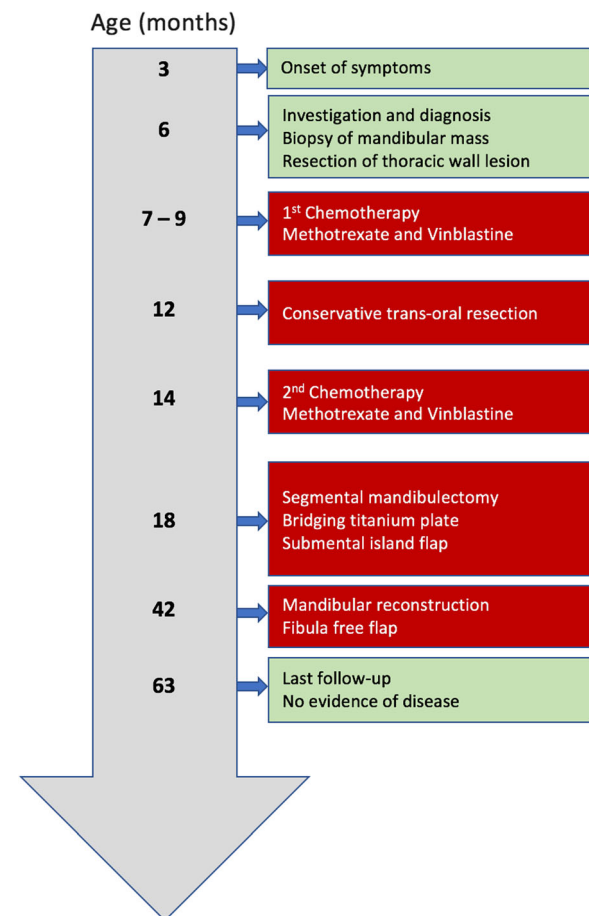 Age (months)
3
Onset of symptoms
6
Investigation and diagnosis
Biopsy of mandibular mass
Resection of thoracic wall lesion
7 – 9
1st Chemotherapy
Methotrexate and Vinblastine
12
Conservative trans-oral resection
14
2nd Chemotherapy
Methotrexate and Vinblastine
18
Segmental mandibulectomy
Bridging titanium plate
Submental island flap
42
Mandibular reconstruction
Fibula free flap
63
Last follow-up
No evidence of disease